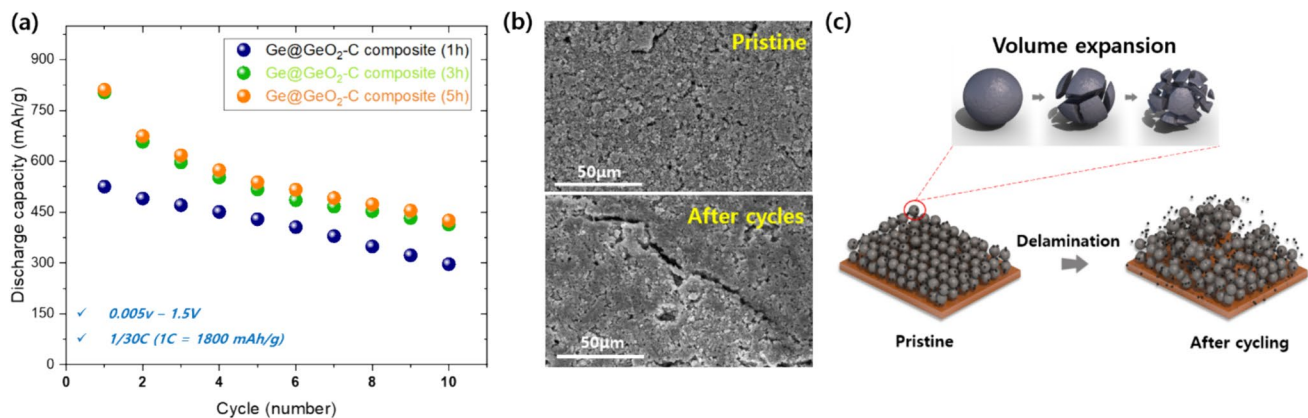 (a)
Discharge capacity (mAh/g)
900
750
600
450
300
150
0
Ge@GeO₂-C composite (1h)
Ge@GeO₂-C composite (3h)
Ge@GeO₂-C composite (5h)
✓ 0.005v – 1.5V
✓ 1/30C (1C = 1800 mAh/g)
0 2 4 6 8 10
Cycle (number)
(b)
Pristine
50μm
After cycles
50μm
(c)
Volume expansion
Delamination
Pristine
After cycling